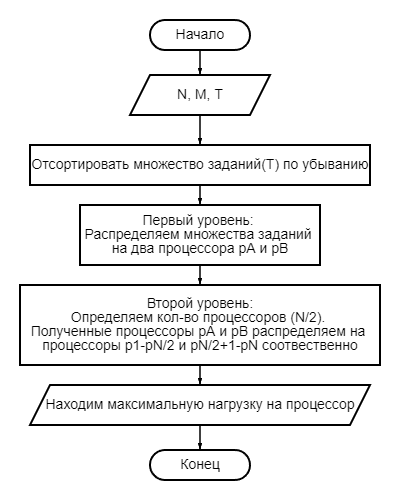 Начало
N, M, T
Отсортировать множество заданий(T) по убыванию
Первый уровень:
Распределяем множества заданий
на два процессора pA и pB
Второй уровень:
Определяем кол-во процессоров (N/2).
Полученные процессоры pA и pB распределяем на
процессоры p1-pN/2 и pN/2+1-pN соотвественно
Находим максимальную нагрузку на процессор
Конец